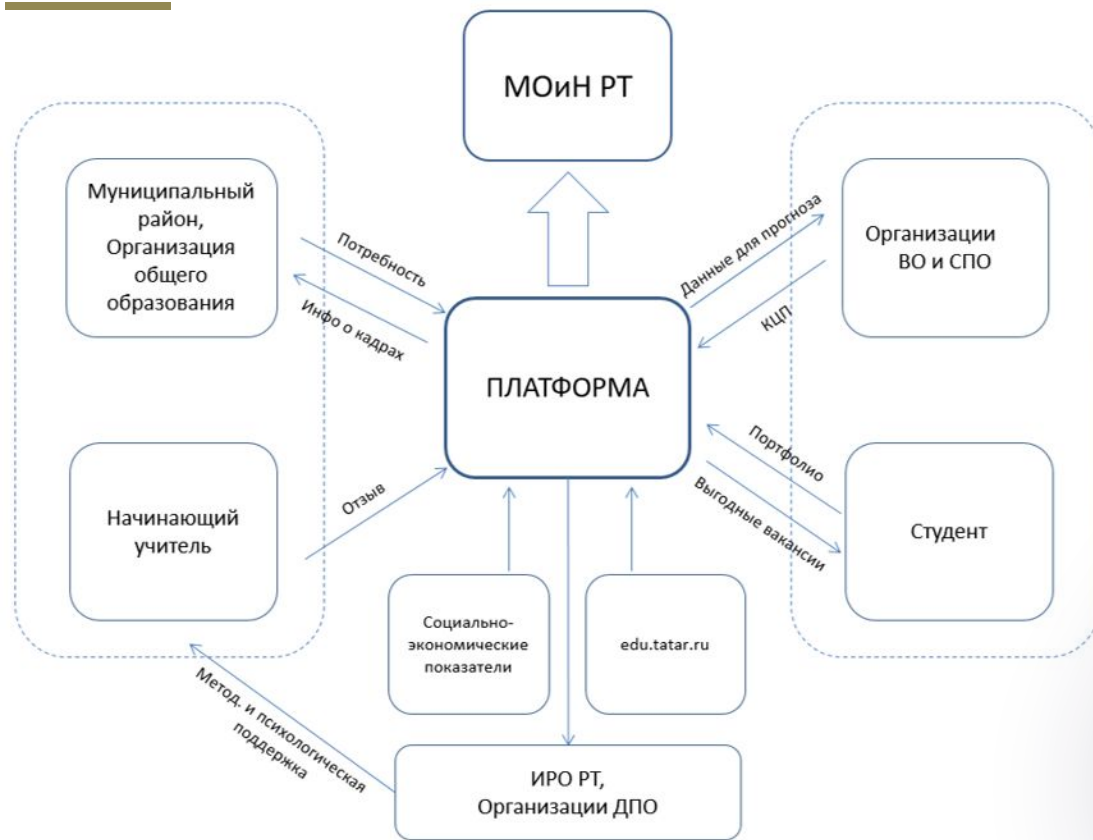 МОиН РТ
Муниципальный
район,
Организация
общего
образования
Потребность
Инфо о кадрах
Данные для прогноза
КЦП
Организации
ВО и СПО
ПЛАТФОРМА
Начинающий
учитель
Отзыв
Портфолио
Выгодные вакансии
Студент
Социально-
экономические
показатели
edu.tatar.ru
Метод. и психологическая
поддержка
ИРО РТ,
Организации ДПО